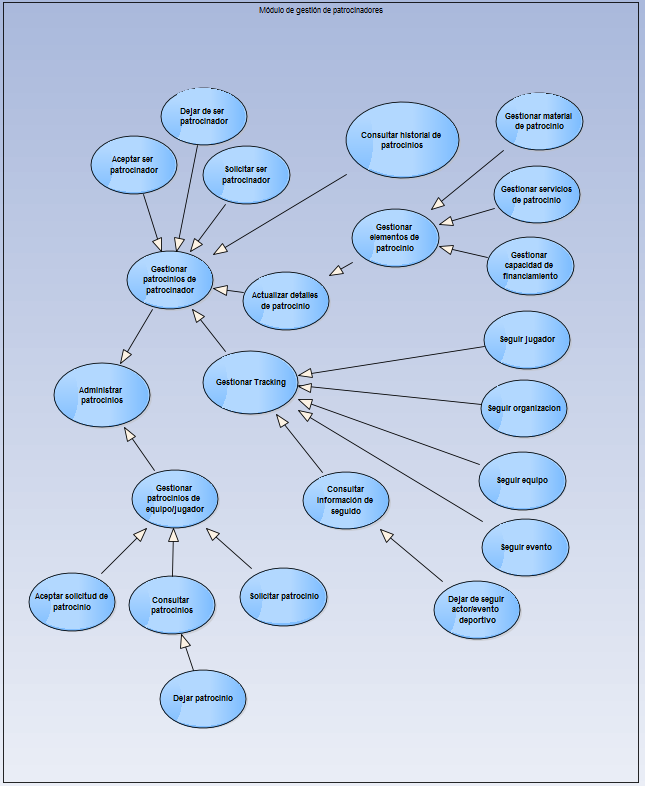 Módulo de gestión de patrocinadores
Dejar de ser
patrocinador
Aceptar ser
patrocinador
Solicitar ser
patrocinador
Consultar historial de
patrocinios
Gestionar material
de patrocinio
Gestionar servicios
de patrocinio
Gestionar
elementos de
patrocinio
Gestionar
capacidad de
financiamiento
Gestionar
patrocinios de
patrocinador
Actualizar detalles
de patrocinio
Seguir jugador
Administrar
patrocinios
Gestionar Tracking
Seguir organizacion
Seguir equipo
Gestionar
patrocinios de
equipo/jugador
Consultar
información de
seguido
Seguir evento
Aceptar solicitud de
patrocinio
Consultar
patrocinios
Solicitar patrocinio
Dejar de seguir
actor/evento
deportivo
Dejar patrocinio